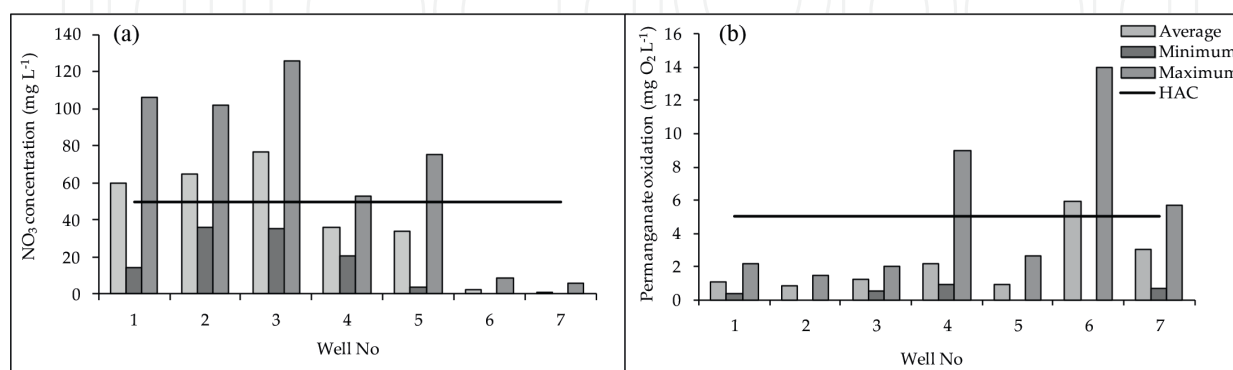 (a)
NO₃ concentration (mg L⁻¹)
140
120
100
80
60
40
20
0
1 2 3 4 5 6 7
Well No
(b)
Permanganate oxidation (mg O₂ L⁻¹)
16
14
12
10
8
6
4
2
0
1 2 3 4 5 6 7
Well No
Average
Minimum
Maximum
HAC